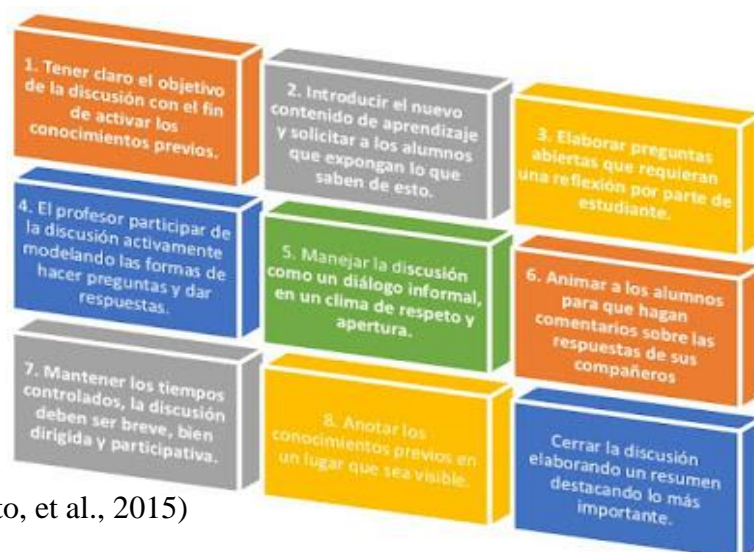 1. Tener claro el objetivo
de la discusión con el fin
de activar los
conocimientos previos.
2. Introducir el nuevo
contenido de aprendizaje
y solicitar a los alumnos
que expongan lo que
saben de esto.
3. Elaborar preguntas
abiertas que requieran
una reflexión por parte de
estudiante.
4. El profesor participar de
la discusión activamente
modelando las formas de
hacer preguntas y dar
respuestas.
5. Manejar la discusión
como un diálogo informal,
en un clima de respeto y
apertura.
6. Animar a los alumnos
para que hagan
comentarios sobre las
respuestas de sus
compañeros
7. Mantener los tiempos
controlados, la discusión
deben ser breve, bien
dirigida y participativa.
8. Anotar los
conocimientos previos en
un lugar que sea visible.
Cerrar la discusión
elaborando un resumen
destacando lo más
importante.
to, et al., 2015)